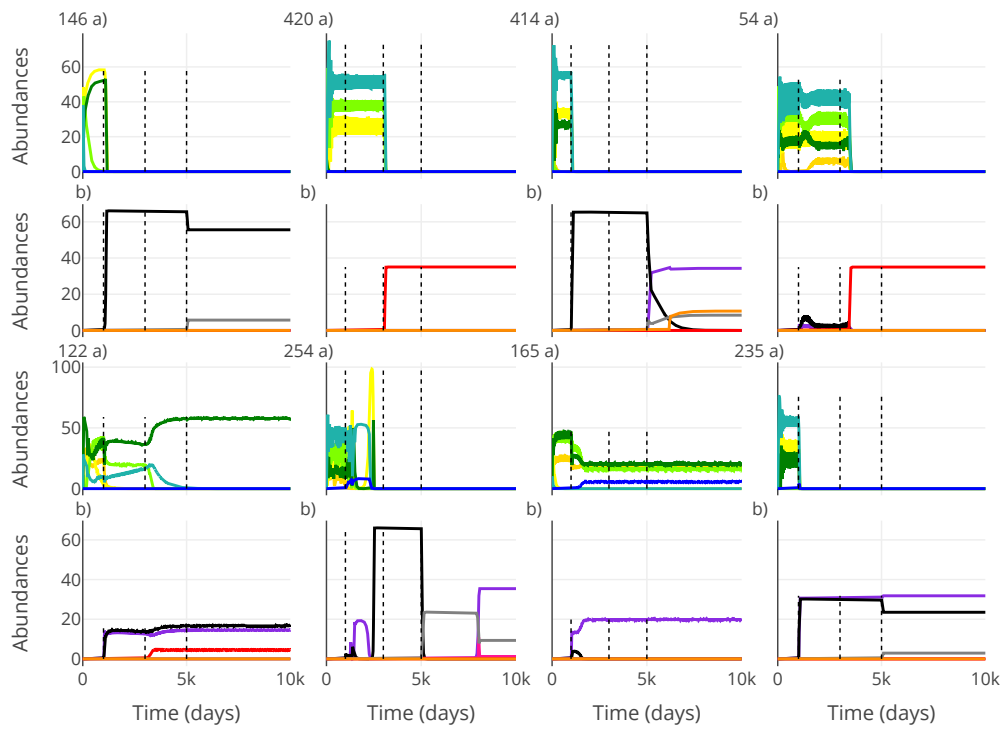 146 a) 420 a) 414 a) 54 a)
Abundances
60
40
20
0
b) b) b) b)
Abundances
60
40
20
0
122 a) 254 a) 165 a) 235 a)
100
50
0
b) b) b) b)
Abundances
60
40
20
0
0 5k 10k 0 5k 10k 0 5k 10k 0 5k 10k
Time (days) Time (days) Time (days) Time (days)